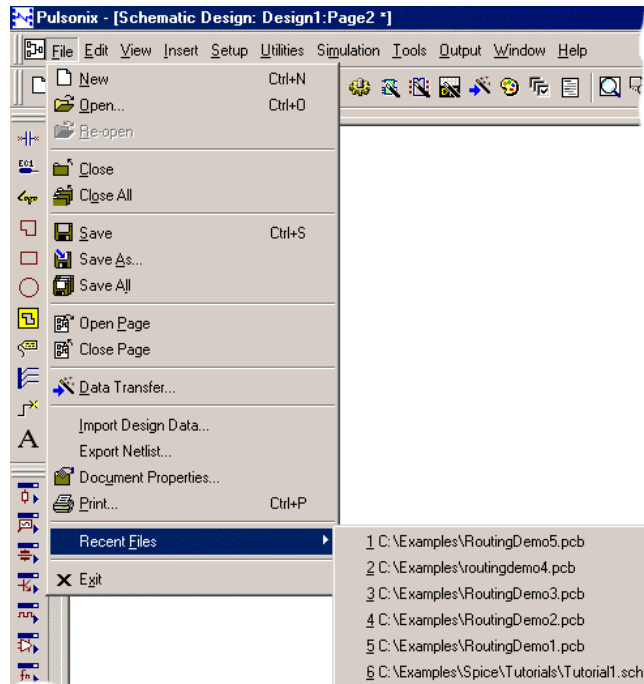 Pulsonix - [Schematic Design: Design1:Page2 *]
File Edit View Insert Setup Utilities Simulation Tools Output Window Help
New Ctrl+N
Open... Ctrl+O
Re-open
Close
Close All
Save Ctrl+S
Save As...
Save All
Open Page
Close Page
Data Transfer...
Import Design Data...
Export Netlist...
Document Properties...
Print... Ctrl+P
Recent Files
Exit
1 C:\Examples\RoutingDemo5.pcb
2 C:\Examples\routingdemo4.pcb
3 C:\Examples\RoutingDemo3.pcb
4 C:\Examples\RoutingDemo2.pcb
5 C:\Examples\RoutingDemo1.pcb
6 C:\Examples\Spice\Tutorials\Tutorial1.sch
EC1
Logo
A
fn